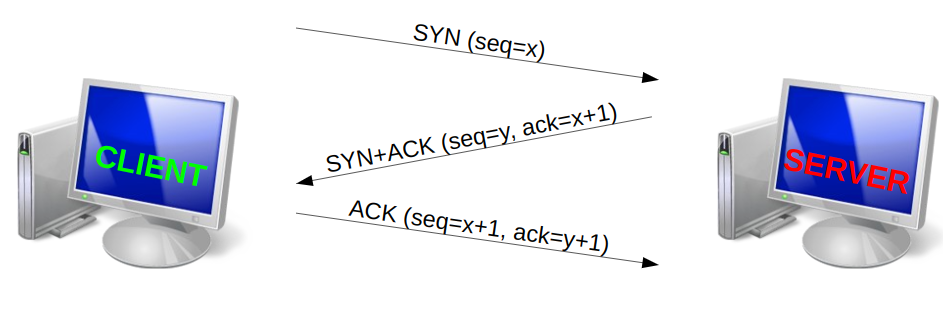 SYN (seq=x)
SYN+ACK (seq=y, ack=x+1)
CLIENT
SERVER
ACK (seq=x+1, ack=y+1)